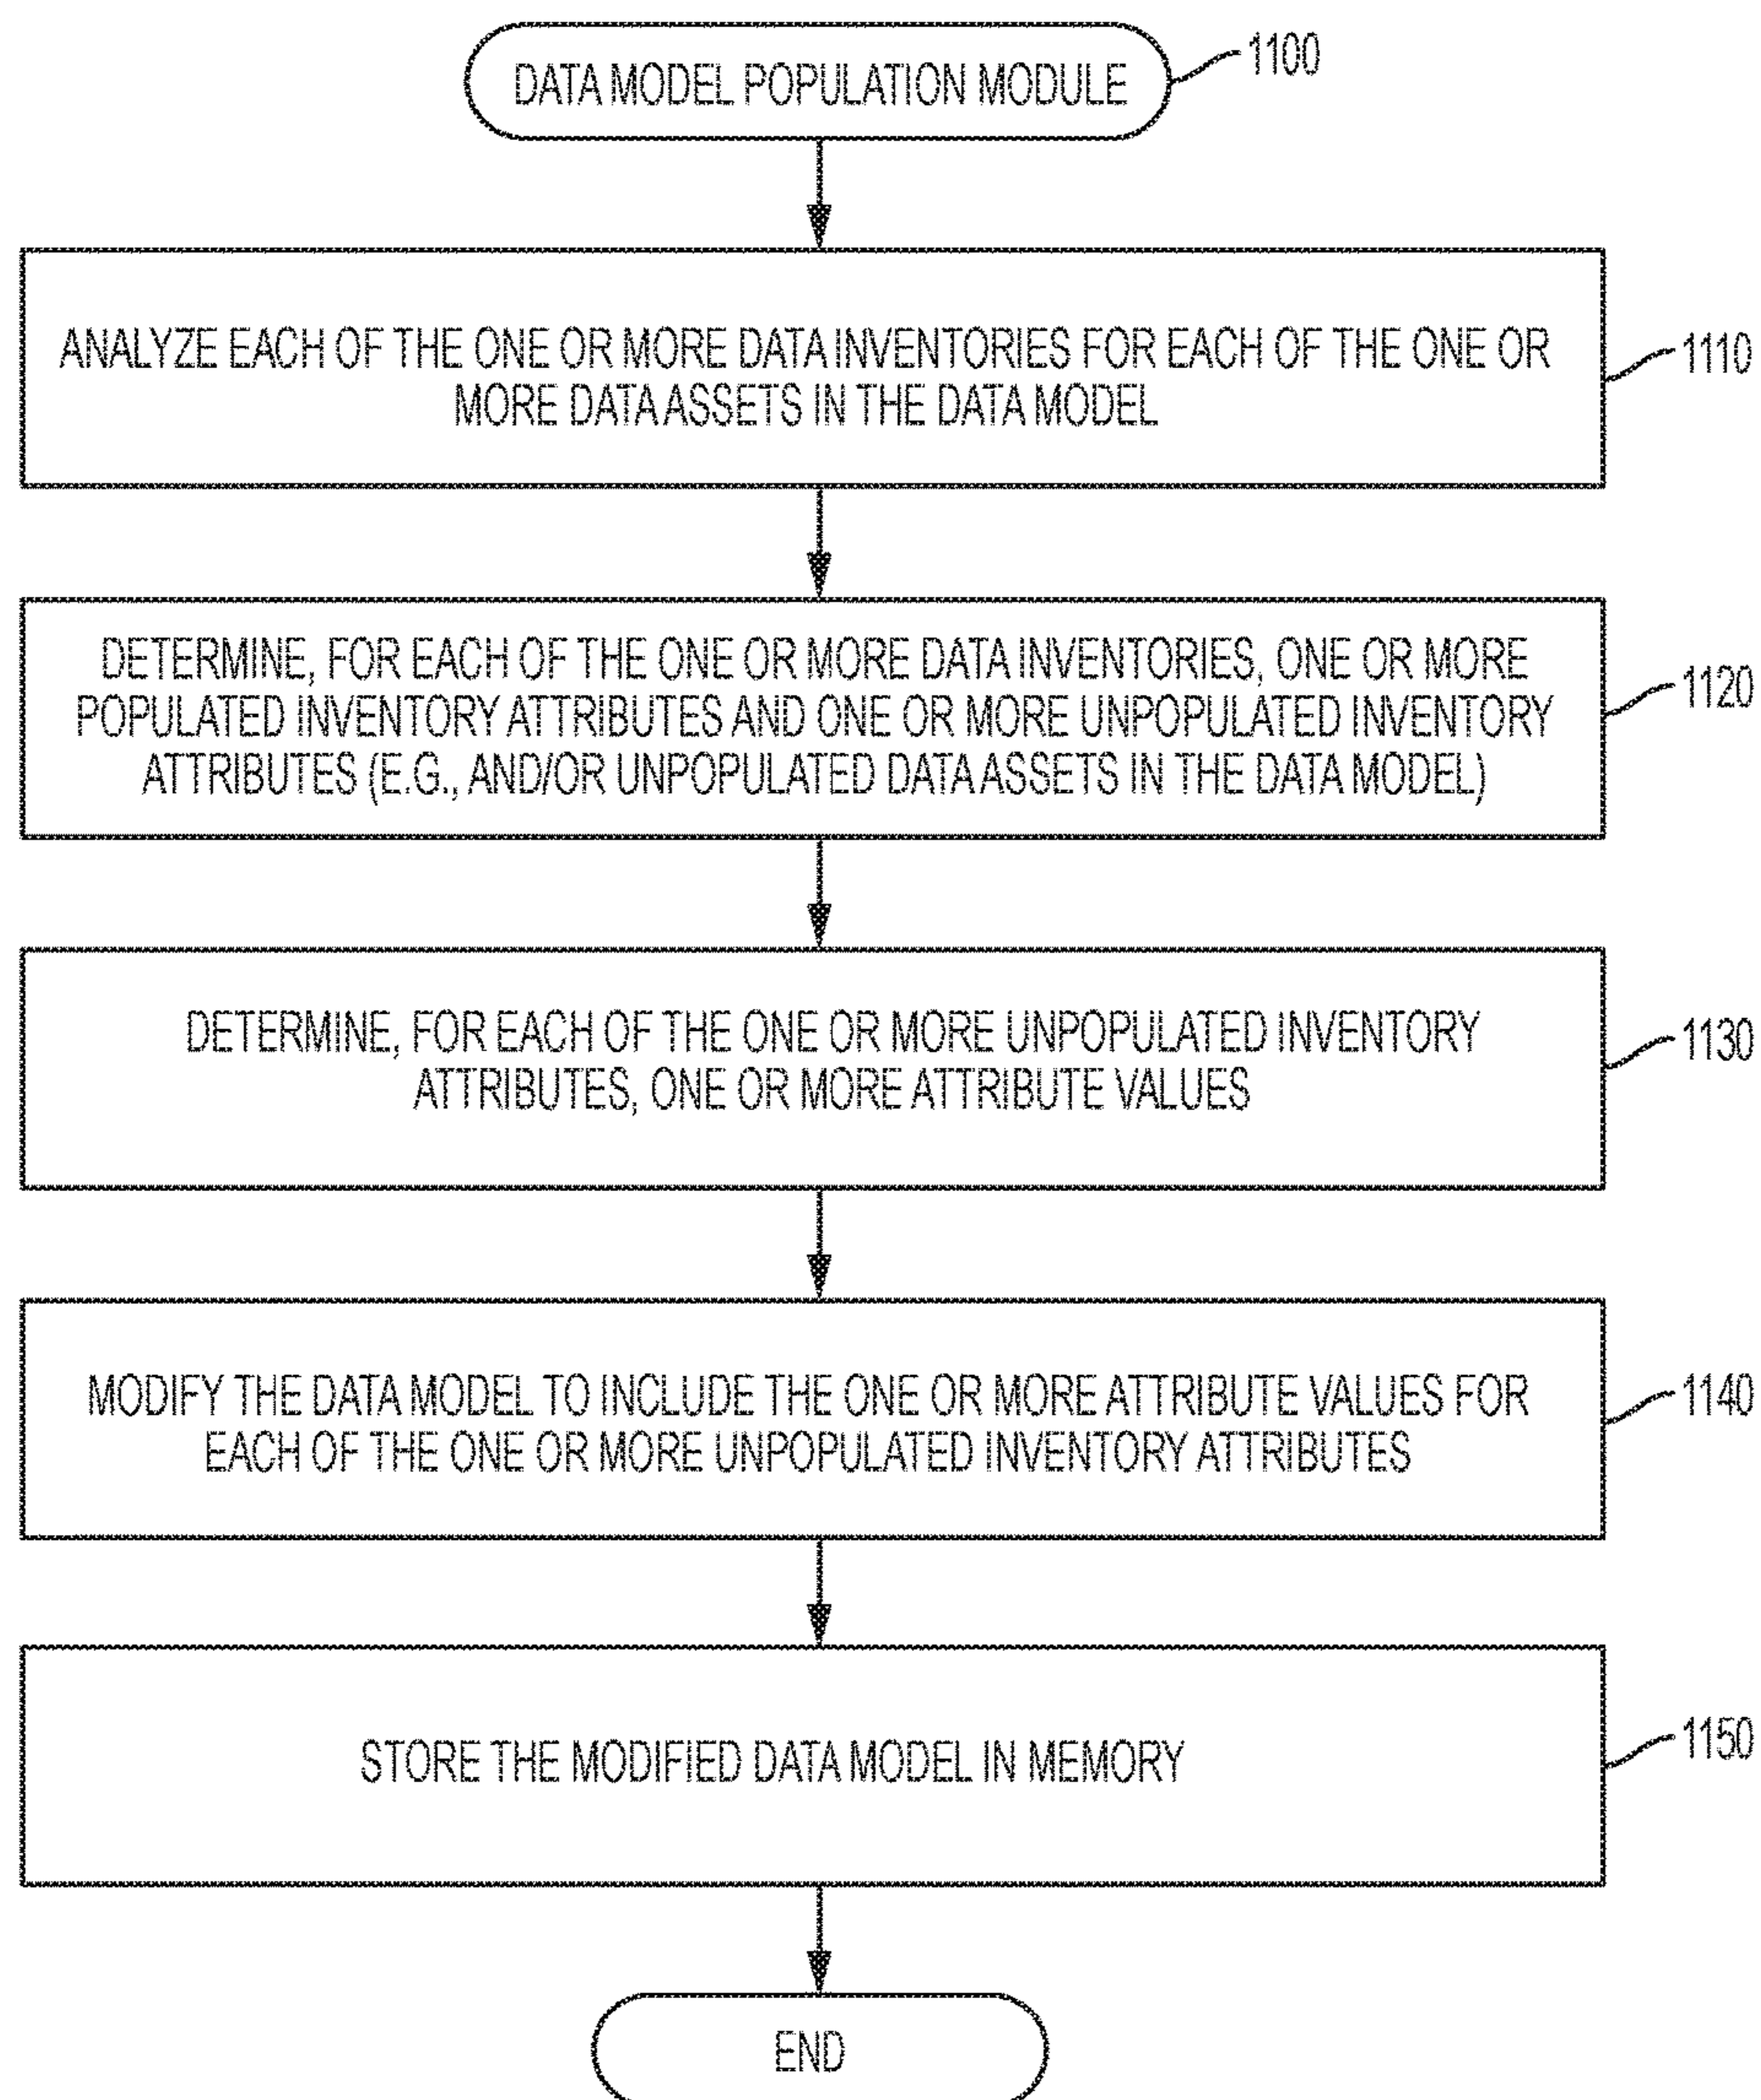 DATA MODEL POPULATION MODULE
1100
ANALYZE EACH OF THE ONE OR MORE DATA INVENTORIES FOR EACH OF THE ONE OR
MORE DATA ASSETS IN THE DATA MODEL
1110
DETERMINE, FOR EACH OF THE ONE OR MORE DATA INVENTORIES, ONE OR MORE
POPULATED INVENTORY ATTRIBUTES AND ONE OR MORE UNPOPULATED INVENTORY
ATTRIBUTES (E.G., AND/OR UNPOPULATED DATA ASSETS IN THE DATA MODEL)
1120
DETERMINE, FOR EACH OF THE ONE OR MORE UNPOPULATED INVENTORY
ATTRIBUTES, ONE OR MORE ATTRIBUTE VALUES
1130
MODIFY THE DATA MODEL TO INCLUDE THE ONE OR MORE ATTRIBUTE VALUES FOR
EACH OF THE ONE OR MORE UNPOPULATED INVENTORY ATTRIBUTES
1140
STORE THE MODIFIED DATA MODEL IN MEMORY
1150
END